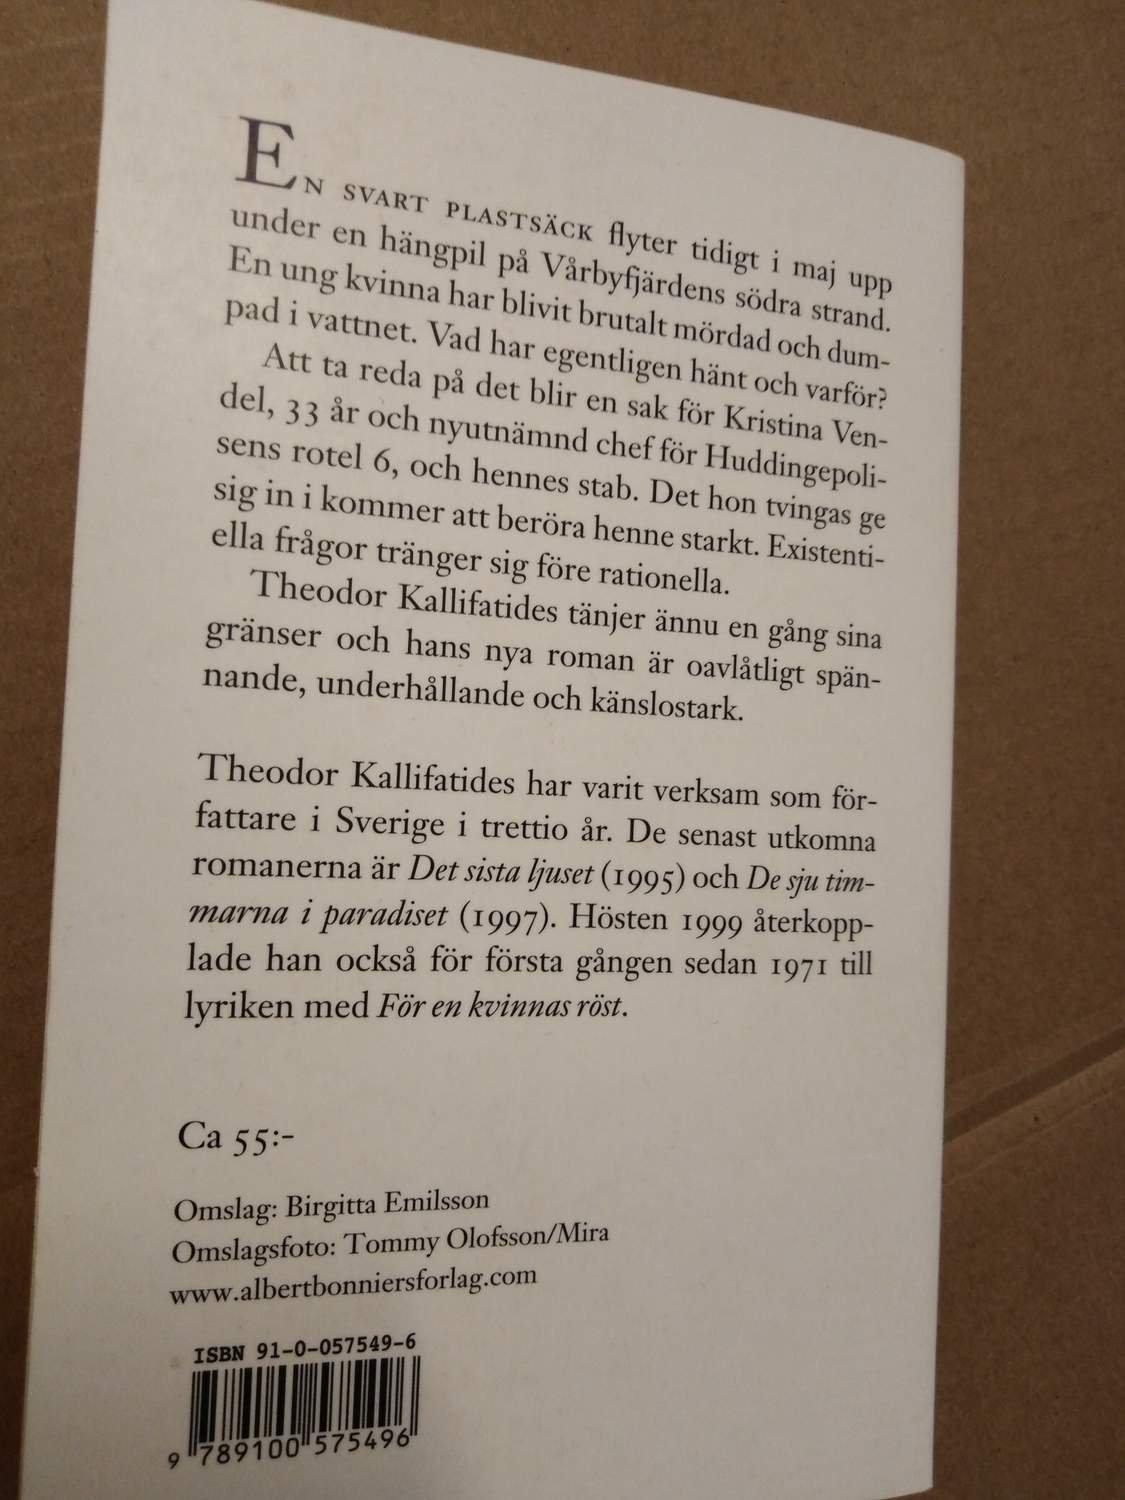 EN SVART PLASTSÄCK flyter tidigt i maj upp
under en hängpil på Vårbyfjärdens södra strand.
En ung kvinna har blivit brutalt mördad och dum-
pad i vattnet. Vad har egentligen hänt och varför?
Att ta reda på det blir en sak för Kristina Ven-
del, 33 år och nyutnämnd chef för Huddingepoli-
sens rotel 6, och hennes stab. Det hon tvingas ge
sig in i kommer att beröra henne starkt. Existenti-
ella frågor tränger sig före rationella.
Theodor Kallifatides tänjer ännu en gång sina
gränser och hans nya roman är oavlåtligt spän-
nande, underhållande och känslostark.
Theodor Kallifatides har varit verksam som för-
fattare i Sverige i trettio år. De senast utkomna
romanerna är Det sista ljuset (1995) och De sju tim-
marna i paradiset (1997). Hösten 1999 återkopp-
lade han också för första gången sedan 1971 till
lyriken med För en kvinnas röst.
Ca 55:-
Omslag: Birgitta Emilsson
Omslagsfoto: Tommy Olofsson/Mira
www.albertbonniersforlag.com
ISBN 91-0-057549-6
9 789100 575496